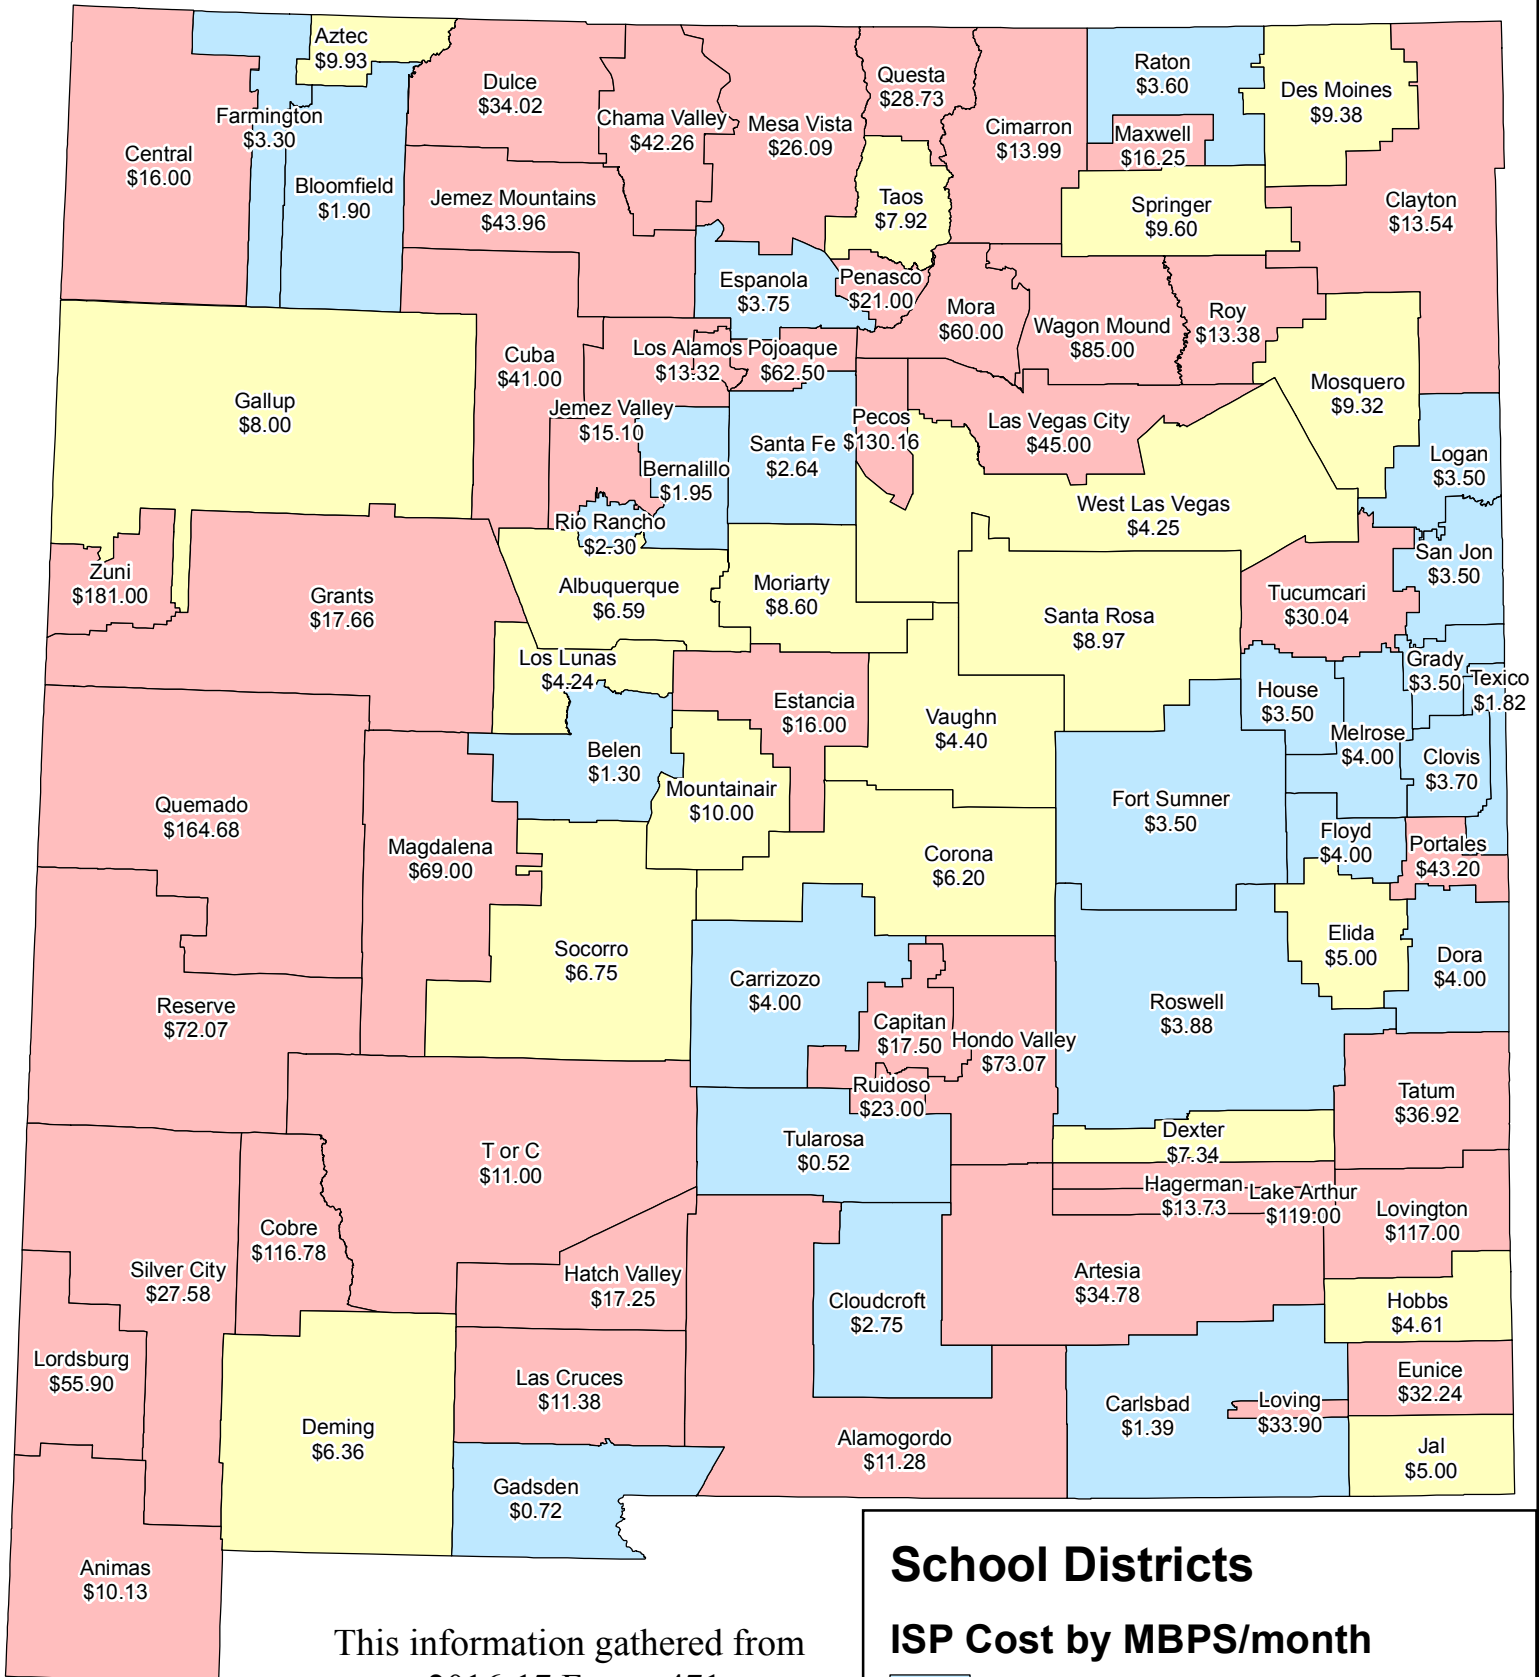 Aztec
$9.93
Farmington
$3.30
Central
$16.00
Bloomfield
$1.90
Dulce
$34.02
Chama Valley
$42.26
Mesa Vista
$26.09
Questa
$28.73
Cimarron
$13.99
Raton
$3.60
Maxwell
$16.25
Des Moines
$9.38
Clayton
$13.54
Jemez Mountains
$43.96
Taos
$7.92
Springer
$9.60
Espanola
$3.75
Penasco
$21.00
Mora
$60.00
Wagon Mound
$85.00
Roy
$13.38
Mosquero
$9.32
Gallup
$8.00
Cuba
$41.00
Los Alamos
$13.32
Pojoaque
$62.50
Jemez Valley
$15.10
Bernalillo
$1.95
Santa Fe
$2.64
Pecos
$130.16
Las Vegas City
$45.00
West Las Vegas
$4.25
Logan
$3.50
Rio Rancho
$2.30
San Jon
$3.50
Zuni
$181.00
Grants
$17.66
Albuquerque
$6.59
Moriarty
$8.60
Santa Rosa
$8.97
Tucumcari
$30.04
Los Lunas
$4.24
Grady
$3.50
Texico
$1.82
Estancia
$16.00
Vaughn
$4.40
House
$3.50
Melrose
$4.00
Clovis
$3.70
Belen
$1.30
Mountainair
$10.00
Quemado
$164.68
Magdalena
$69.00
Fort Sumner
$3.50
Corona
$6.20
Floyd
$4.00
Portales
$43.20
Socorro
$6.75
Elida
$5.00
Dora
$4.00
Reserve
$72.07
Carrizozo
$4.00
Capitan
$17.50
Hondo Valley
$73.07
Roswell
$3.88
Ruidoso
$23.00
Tatum
$36.92
T or C
$11.00
Tularosa
$0.52
Dexter
$7.34
Hagerman
$13.73
Lake Arthur
$119.00
Lovington
$117.00
Cobre
$116.78
Silver City
$27.58
Hatch Valley
$17.25
Cloudcroft
$2.75
Artesia
$34.78
Hobbs
$4.61
Lordsburg
$55.90
Las Cruces
$11.38
Eunice
$32.24
Deming
$6.36
Alamogordo
$11.28
Carlsbad
$1.39
Loving
$33.90
Jal
$5.00
Gadsden
$0.72
Animas
$10.13
This information gathered from
School Districts
ISP Cost by MBPS/month